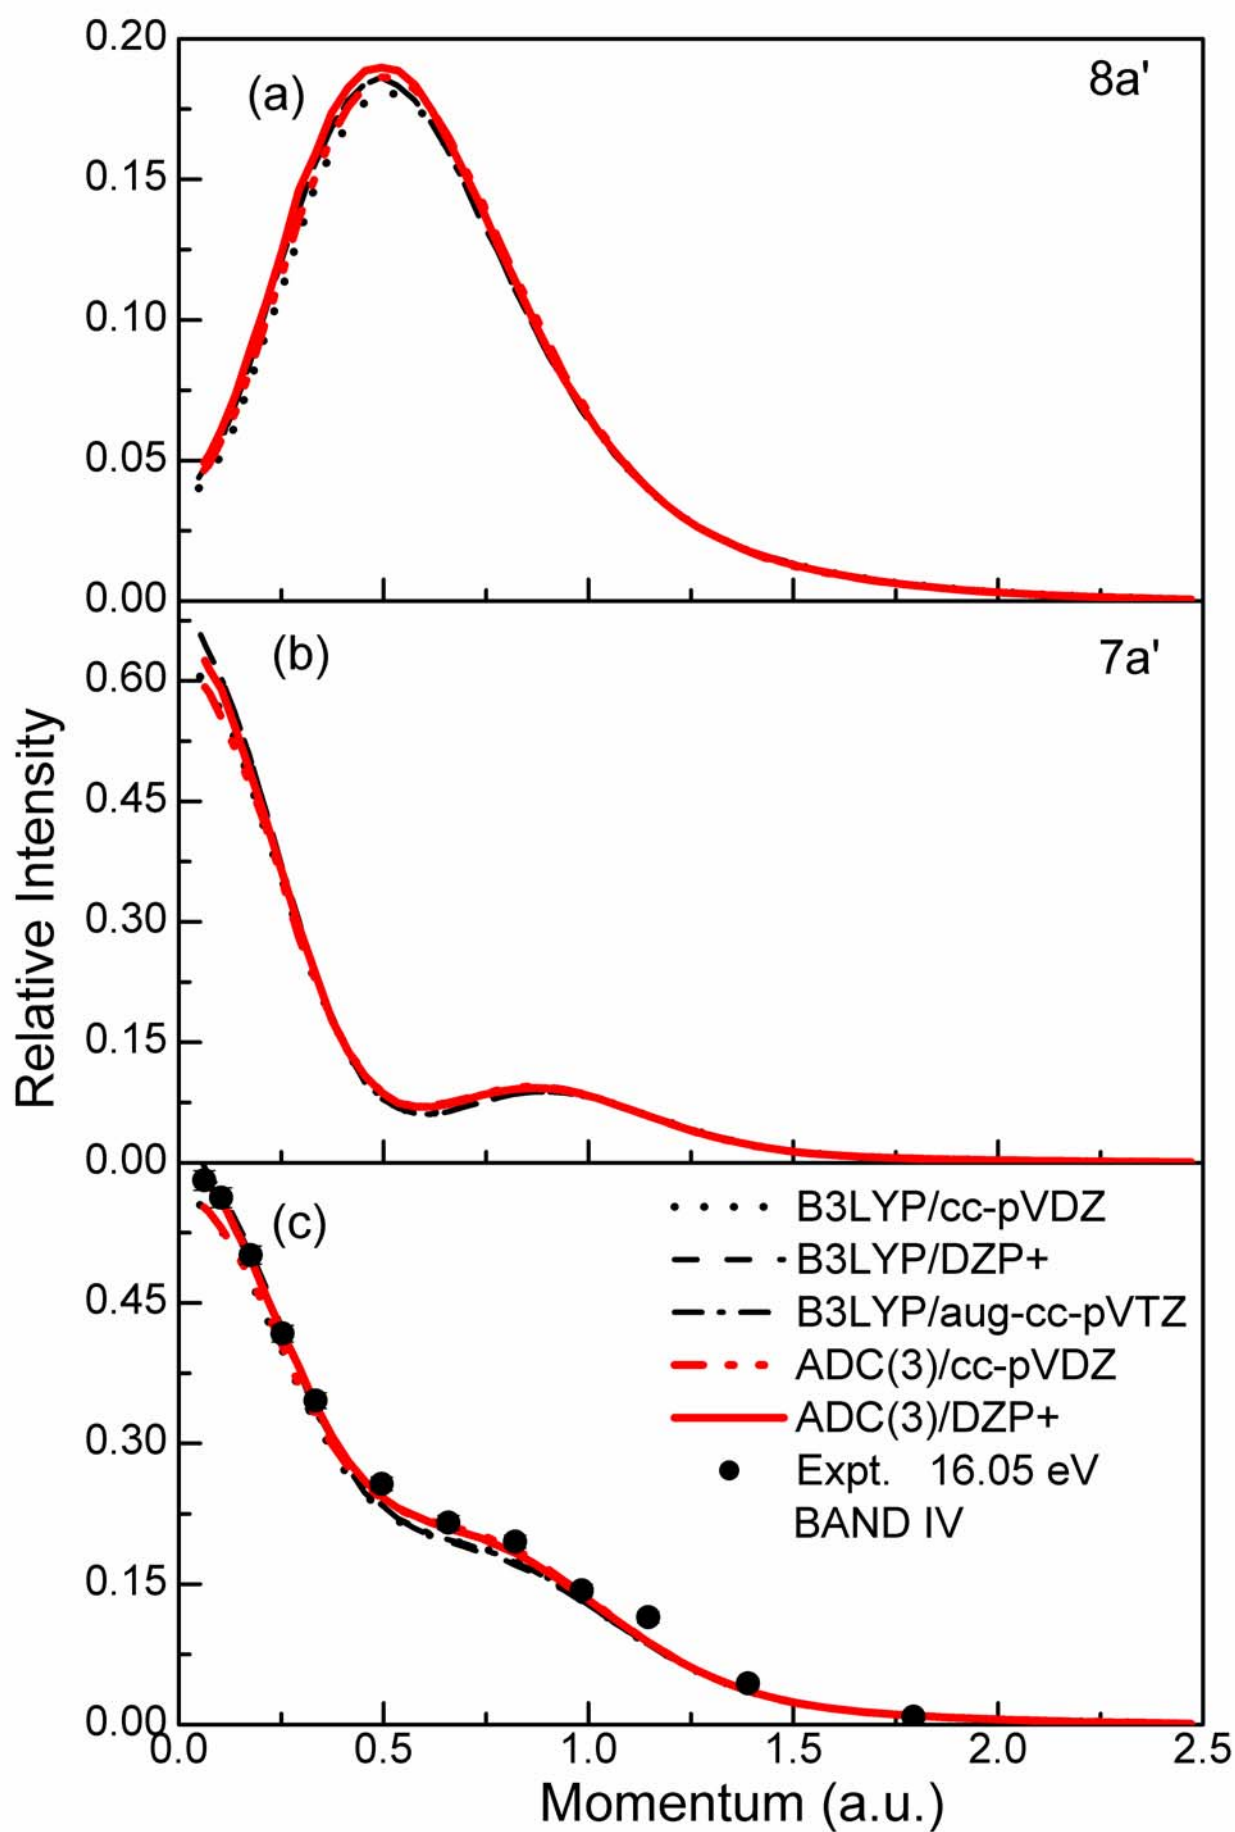 0.20
(a)
8a'
0.15
0.10
0.05
0.00
(b)
7a'
0.60
0.45
0.30
0.15
0.00
Relative Intensity
(c)
B3LYP/cc-pVDZ
B3LYP/DZP+
B3LYP/aug-cc-pVTZ
ADC(3)/cc-pVDZ
ADC(3)/DZP+
Expt. 16.05 eV
BAND IV
0.45
0.30
0.15
0.00
0.0 0.5 1.0 1.5 2.0 2.5
Momentum (a.u.)